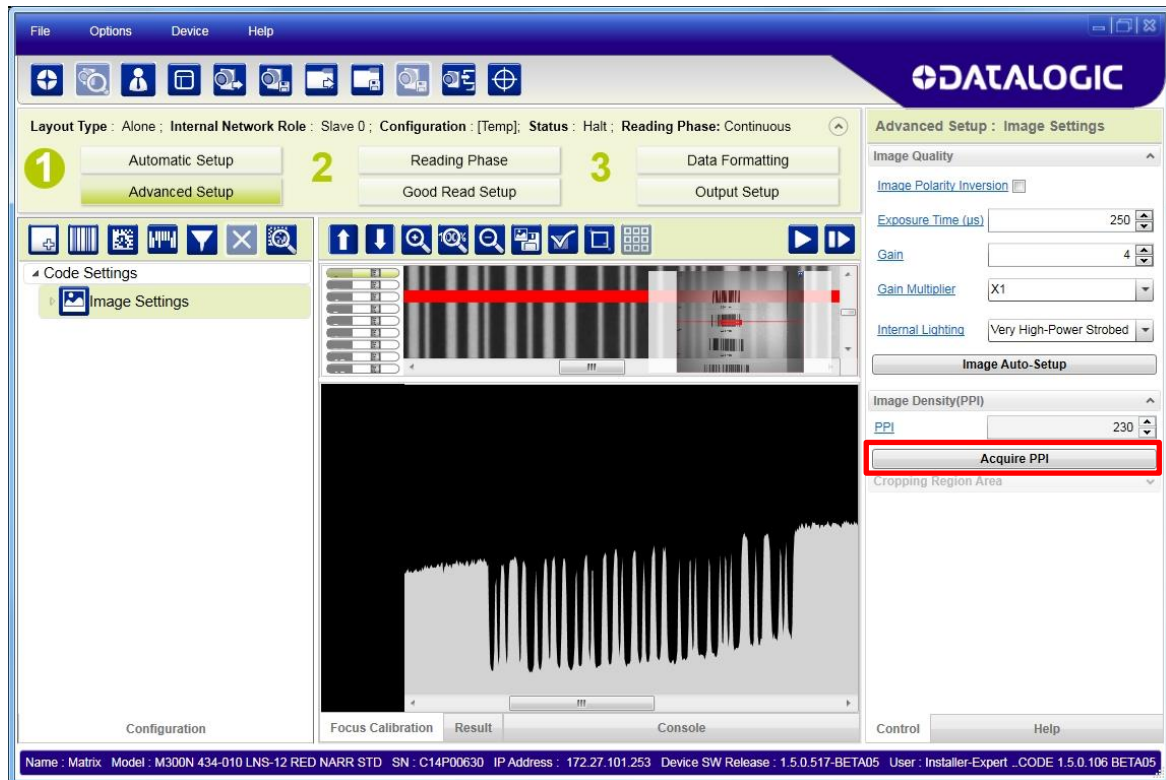 File Options Device Help
DATALOGIC
Layout Type : Alone ; Internal Network Role : Slave 0 ; Configuration : [Temp]; Status : Halt ; Reading Phase: Continuous
1 Automatic Setup 2 Reading Phase 3 Data Formatting
Advanced Setup Good Read Setup Output Setup
100%
Code Settings
Image Settings
Configuration
Focus Calibration Result Console
Advanced Setup : Image Settings
Image Quality
Image Polarity Inversion
Exposure Time (µs) 250
Gain 4
Gain Multiplier X1
Internal Lighting Very High-Power Strobed
Image Auto-Setup
Image Density(PPI)
PPI 230
Acquire PPI
Cropping Region Area
Control Help
Name : Matrix Model : M300N 434-010 LNS-12 RED NARR STD SN : C14P00630 IP Address : 172.27.101.253 Device SW Release : 1.5.0.517-BETA05 User : Installer-Expert ..CODE 1.5.0.106 BETA05